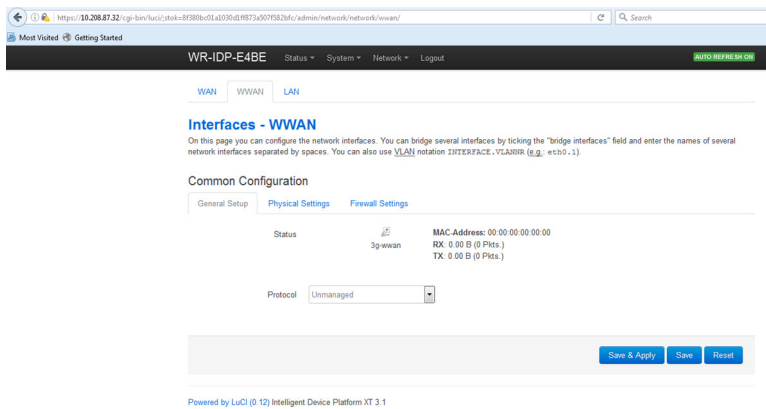 https://10.208.87.32/cgi-bin/luci/;stok=8f380bc01a1030d1ff873a507f582bfc/admin/network/network/wwan/
Search
Most Visited Getting Started
WR-IDP-E4BE Status System Network Logout AUTO REFRESH ON
WAN WWAN LAN
Interfaces - WWAN
On this page you can configure the network interfaces. You can bridge several interfaces by ticking the "bridge interfaces" field and enter the names of several
network interfaces separated by spaces. You can also use VLAN notation INTERFACE.VLANNR (e.g.: eth0.1).
Common Configuration
General Setup Physical Settings Firewall Settings
Status
3g-wwan
MAC-Address: 00:00:00:00:00:00
RX: 0.00 B (0 Pkts.)
TX: 0.00 B (0 Pkts.)
Protocol Unmanaged
Save & Apply Save Reset
Powered by LuCI (0.12) Intelligent Device Platform XT 3.1